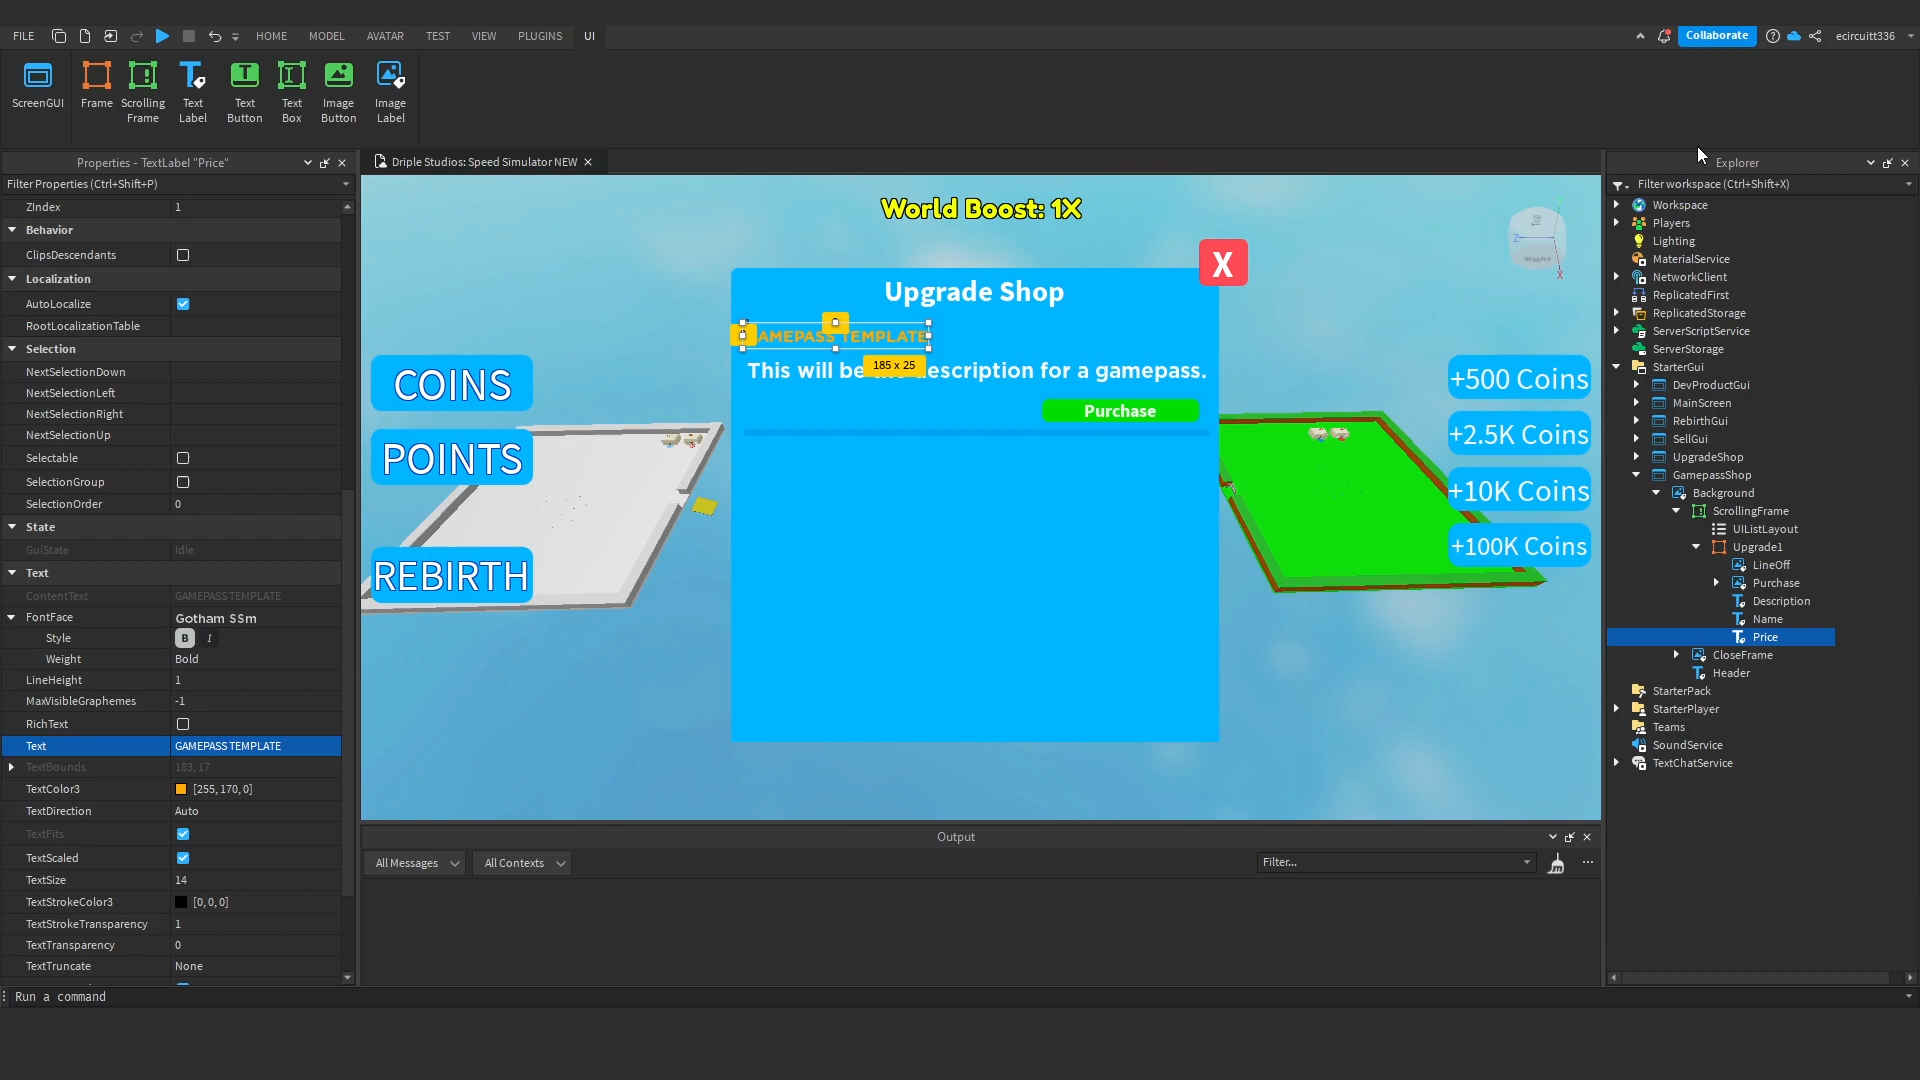 FILE HOME MODEL AVATAR TEST VIEW PLUGINS UI Collaborate ecircuitt336
ScreenGUI Frame Scrolling Frame Text Label Text Button Text Box Image Button Image Label
Properties - TextLabel "Price"
Filter Properties (Ctrl+Shift+P)
ZIndex 1
Behavior
ClipsDescendants
Localization
AutoLocalize
RootLocalizationTable
Selection
NextSelectionDown
NextSelectionLeft
NextSelectionRight
NextSelectionUp
Selectable
SelectionGroup
SelectionOrder 0
State
GuiState Idle
Text
ContentText GAMEPASS TEMPLATE
FontFace Gotham SSm
Style B I
Weight Bold
LineHeight 1
MaxVisibleGraphemes -1
RichText
Text GAMEPASS TEMPLATE
TextBounds 183, 17
TextColor3 [255, 170, 0]
TextDirection Auto
TextFits
TextScaled
TextSize 14
TextStrokeColor3 [0, 0, 0]
TextStrokeTransparency 1
TextTransparency 0
TextTruncate None
Driple Studios: Speed Simulator NEW
World Boost: 1X
X
Upgrade Shop
AMEPASS TEMPLATE
185 x 25
This will be description for a gamepass.
Purchase
COINS
POINTS
REBIRTH
+500 Coins
+2.5K Coins
+10K Coins
+100K Coins
Top
Z
X
Output
All Messages All Contexts Filter...
Explorer
Filter workspace (Ctrl+Shift+X)
Workspace
Players
Lighting
MaterialService
NetworkClient
ReplicatedFirst
ReplicatedStorage
ServerScriptService
ServerStorage
StarterGui
DevProductGui
MainScreen
RebirthGui
SellGui
UpgradeShop
GamepassShop
Background
ScrollingFrame
UIListLayout
Upgrade1
LineOff
Purchase
Description
Name
Price
CloseFrame
Header
StarterPack
StarterPlayer
Teams
SoundService
TextChatService
Run a command